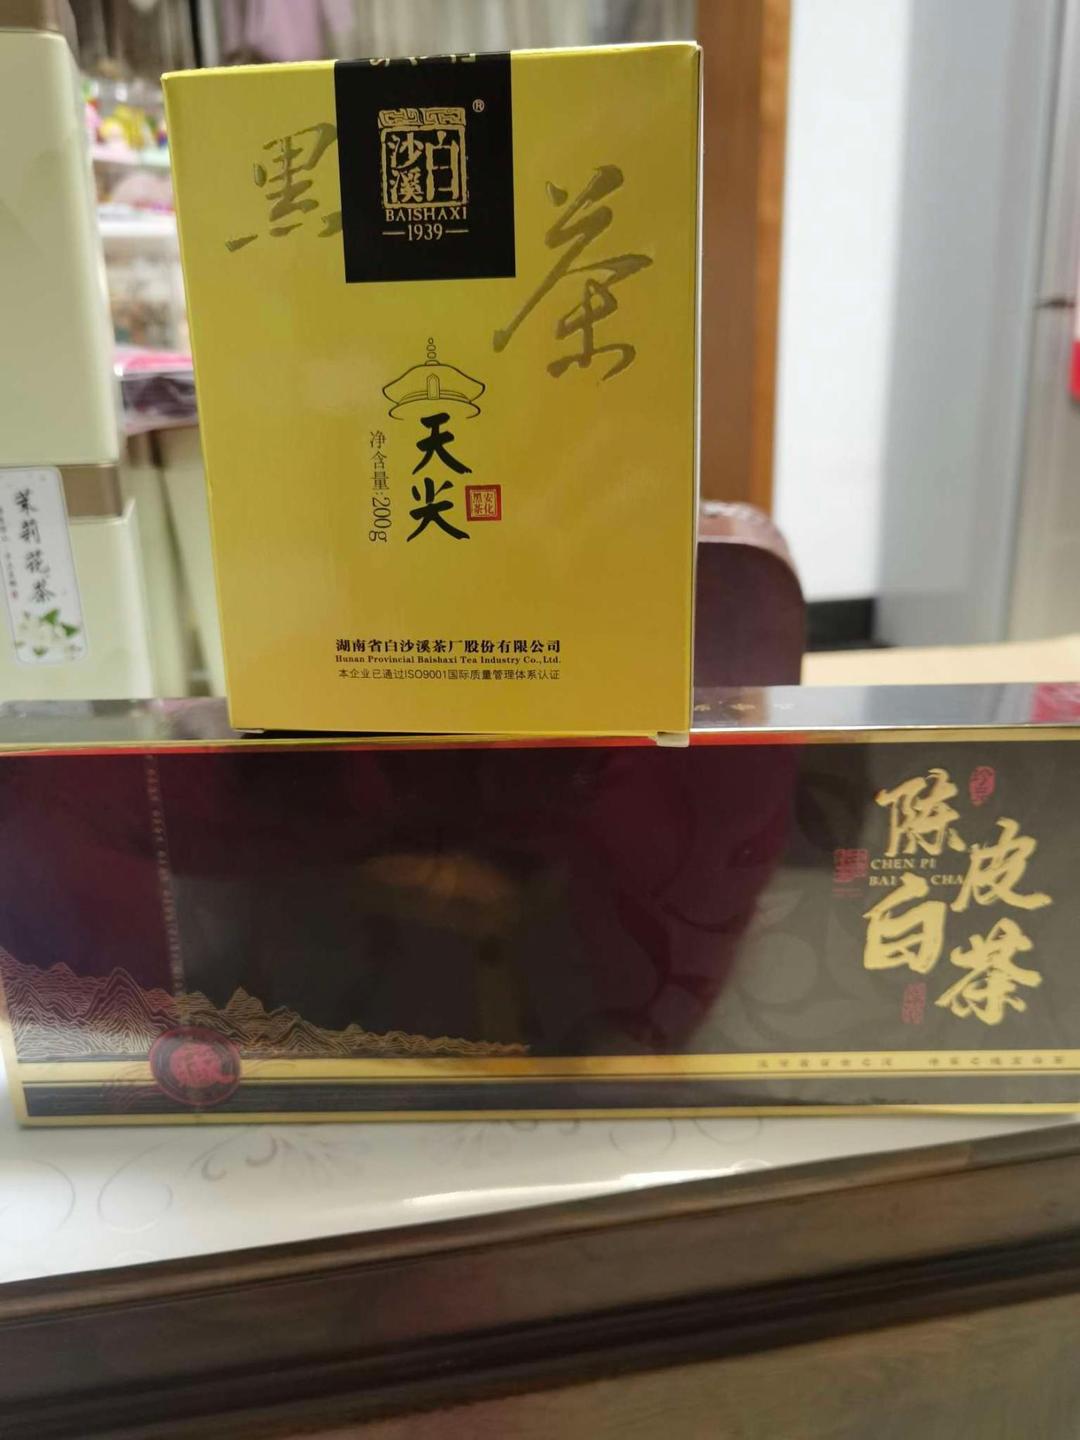 黑茶
白沙溪
®
BAISHAXI
1939
天尖
净含量:200g
安化
黑茶
湖南省白沙溪茶厂股份有限公司
Hunan Provincial Baishaxi Tea Industry Co.,Ltd.
本企业已通过ISO9001国际质量管理体系认证
茉莉花茶
陈皮
CHEN PI
BAI CHA
白茶